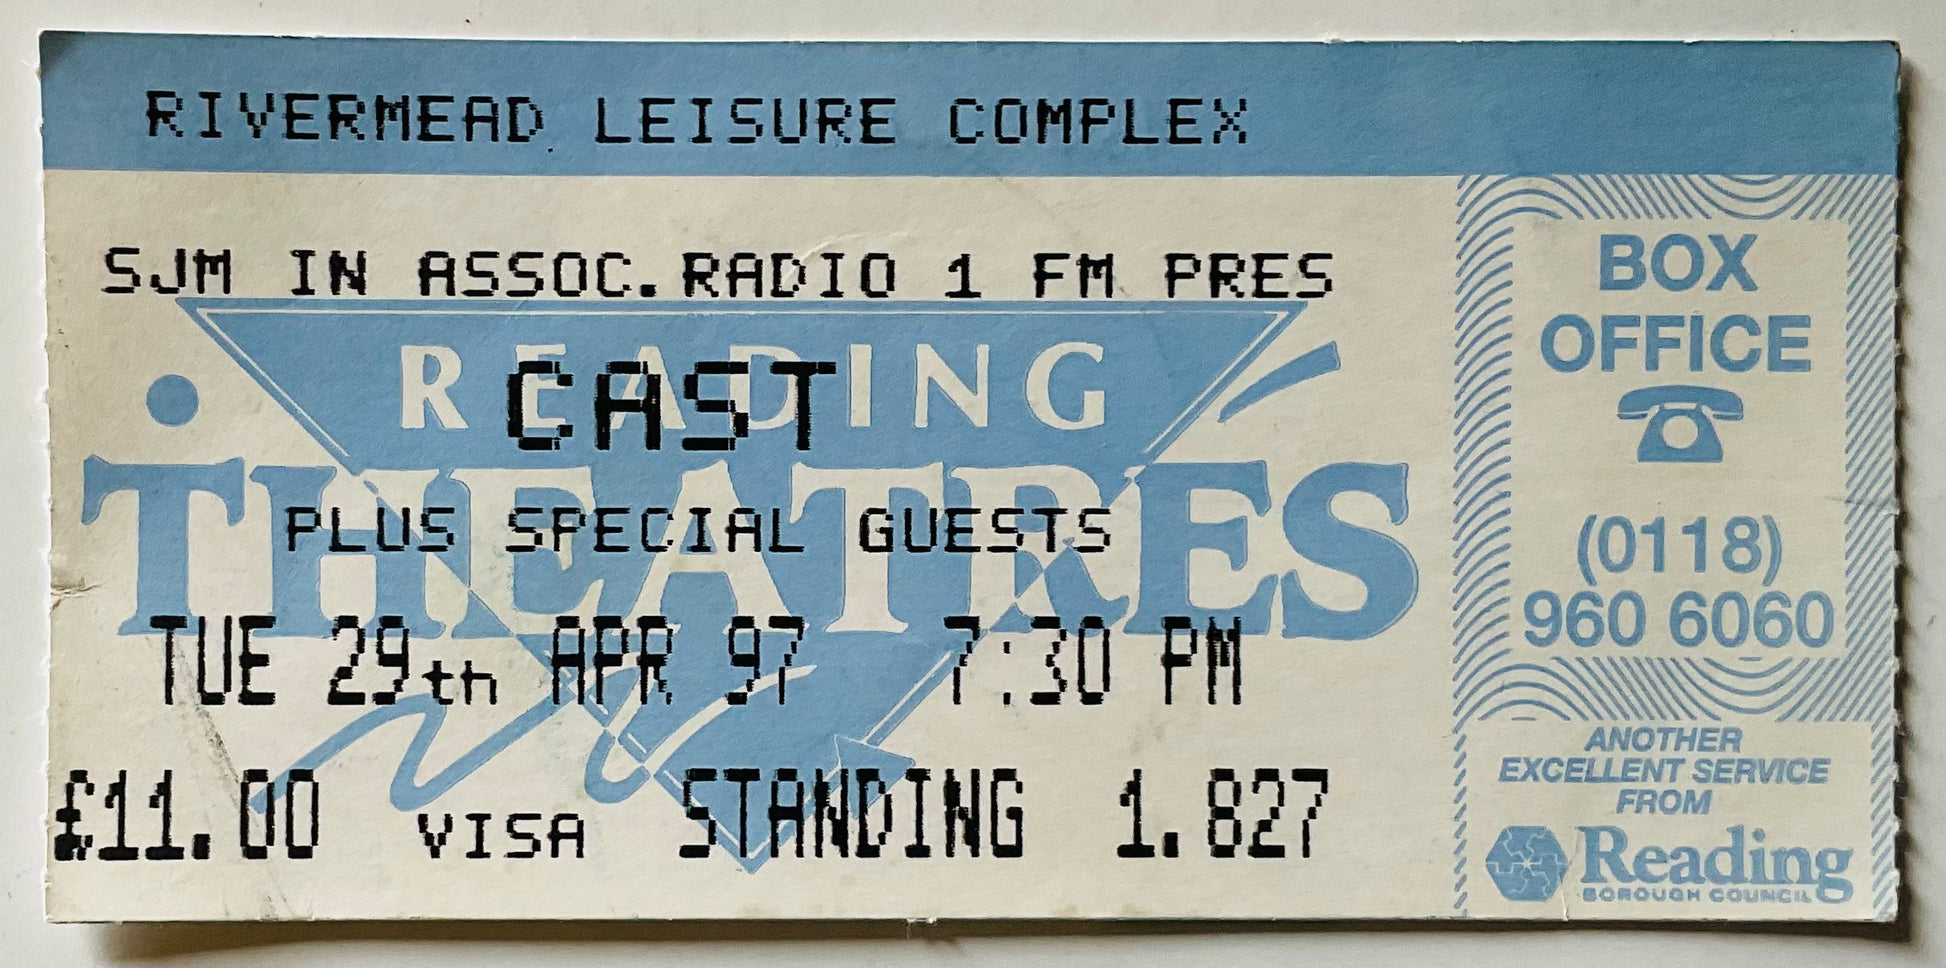 RIVERMEAD LEISURE COMPLEX
SJM IN ASSOC.RADIO 1 FM PRES
READING
CAST
THEATRES
PLUS SPECIAL GUESTS
TUE 29th APR 97 7:30 PM
£11.00 VISA STANDING 1.827
BOX
OFFICE
(0118)
960 6060
ANOTHER
EXCELLENT SERVICE
FROM
Reading
BOROUGH COUNCIL